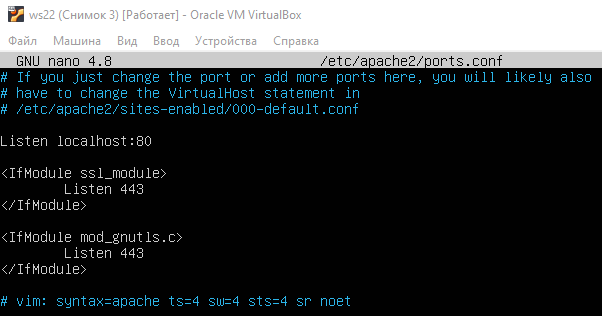 ws22 (Снимок 3) [Работает] - Oracle VM VirtualBox
Файл Машина Вид Ввод Устройства Справка
GNU nano 4.8 /etc/apache2/ports.conf
# If you just change the port or add more ports here, you will likely also
# have to change the VirtualHost statement in
# /etc/apache2/sites-enabled/000-default.conf
Listen localhost:80
<IfModule ssl_module>
Listen 443
</IfModule>
<IfModule mod_gnutls.c>
Listen 443
</IfModule>
# vim: syntax=apache ts=4 sw=4 sts=4 sr noet